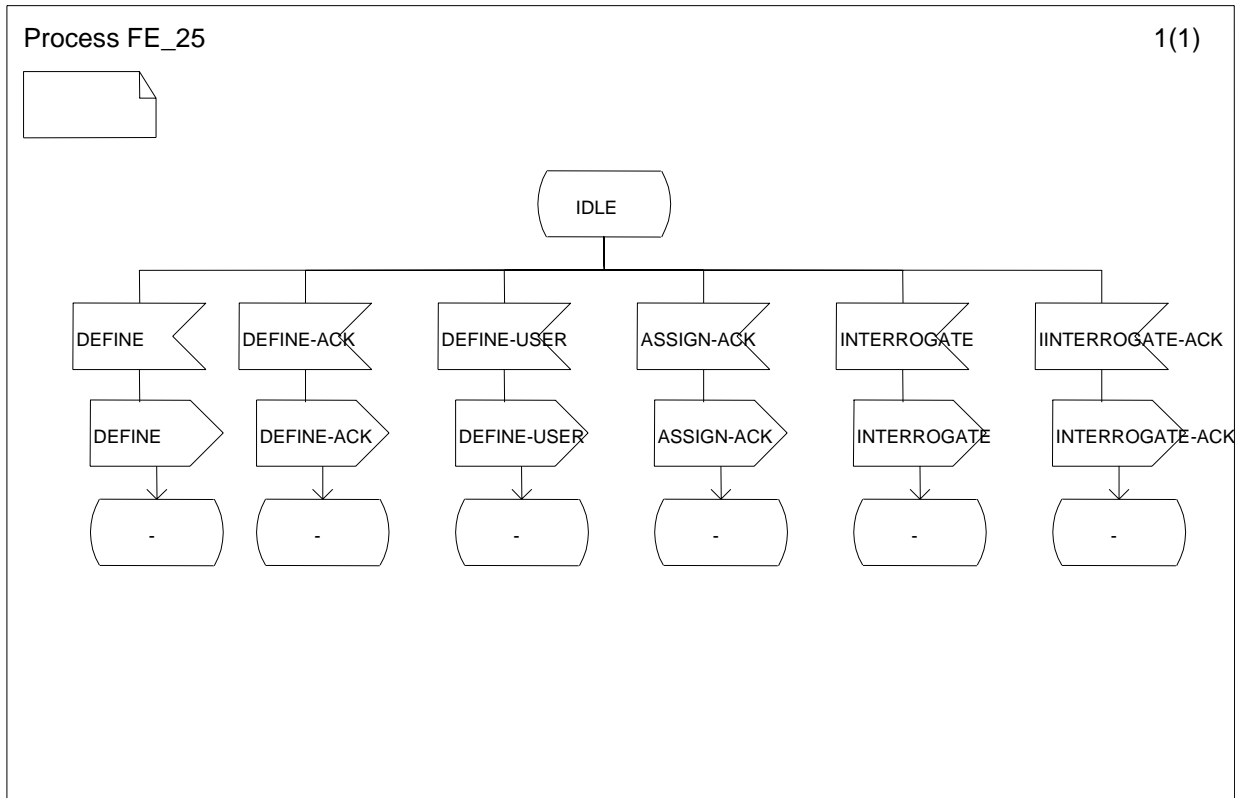 Process FE_25
1(1)
IDLE
DEFINE
DEFINE-ACK
DEFINE-USER
ASSIGN-ACK
INTERROGATE
IINTERROGATE-ACK
DEFINE
DEFINE-ACK
DEFINE-USER
ASSIGN-ACK
INTERROGATE
INTERROGATE-ACK
-
-
-
-
-
-